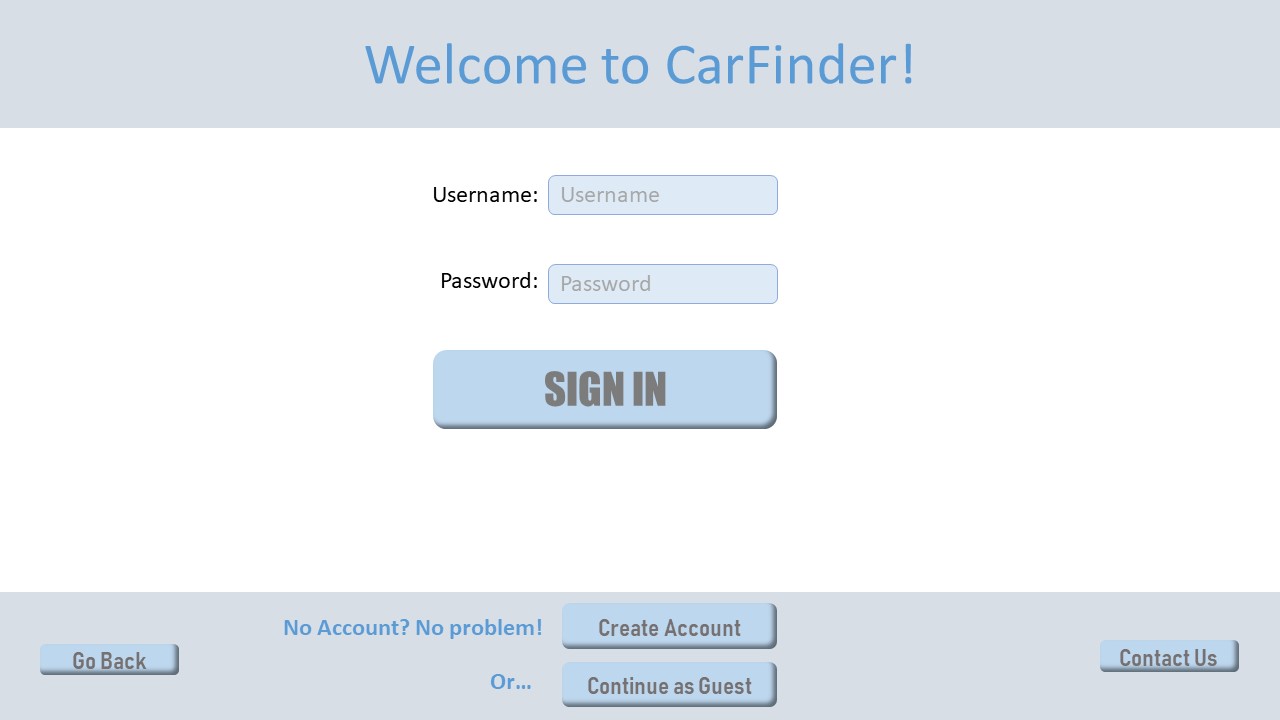 Welcome to CarFinder!
Username: Username
Password: Password
SIGN IN
No Account? No problem! Create Account
Go Back
Contact Us
Or... Continue as Guest